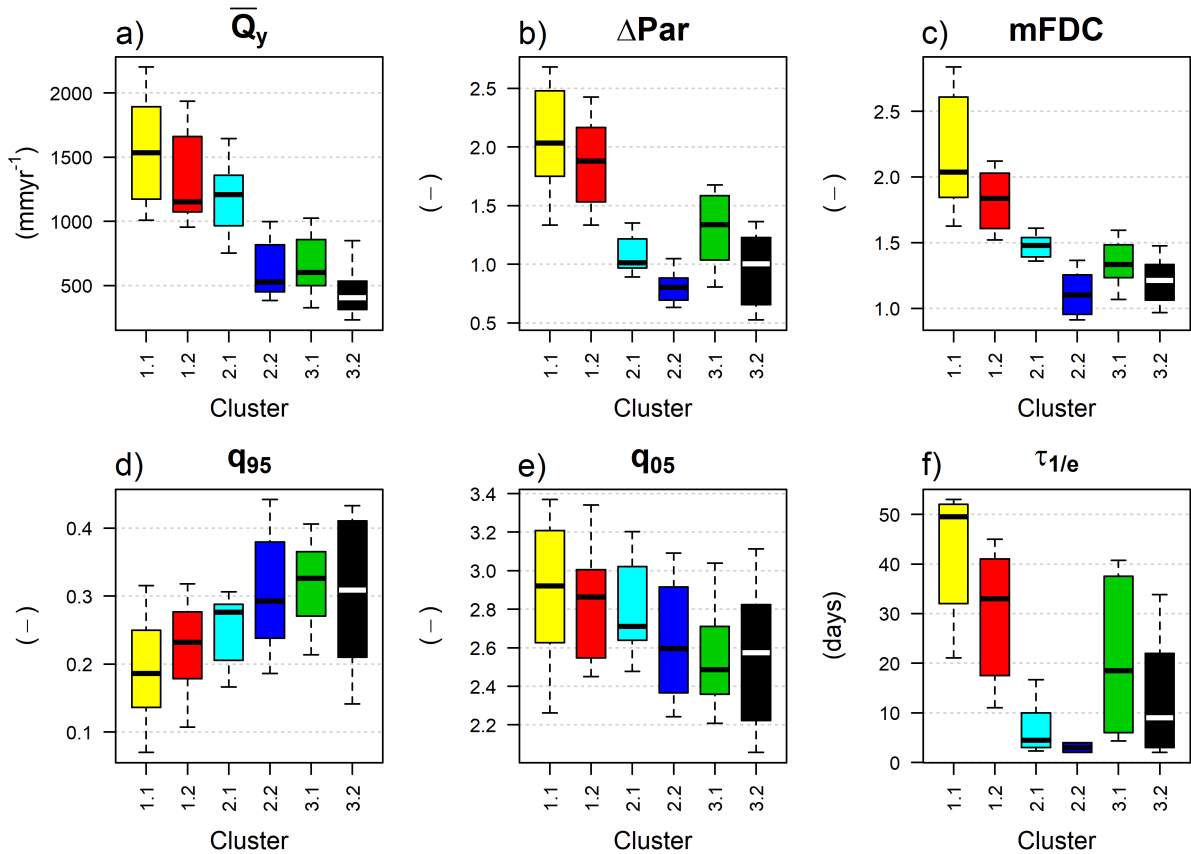 a) Q̅y
2000
1500
1000
500
(mmyr-1)
1.1 1.2 2.1 2.2 3.1 3.2
Cluster
b) ΔPar
2.5
2.0
1.5
1.0
0.5
(−)
1.1 1.2 2.1 2.2 3.1 3.2
Cluster
c) mFDC
2.5
2.0
1.5
1.0
(−)
1.1 1.2 2.1 2.2 3.1 3.2
Cluster
d) q95
0.4
0.3
0.2
0.1
(−)
1.1 1.2 2.1 2.2 3.1 3.2
Cluster
e) q05
3.4
3.0
2.8
2.6
2.4
2.2
(−)
1.1 1.2 2.1 2.2 3.1 3.2
Cluster
f) τ1/e
50
40
30
20
10
0
(days)
1.1 1.2 2.1 2.2 3.1 3.2
Cluster